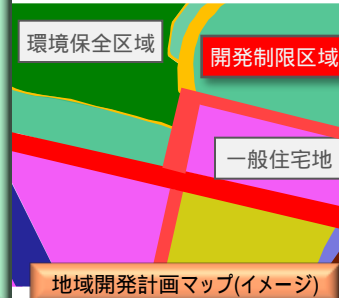 環境保全区域
開発制限区域
一般住宅地
地域開発計画マップ(イメージ)